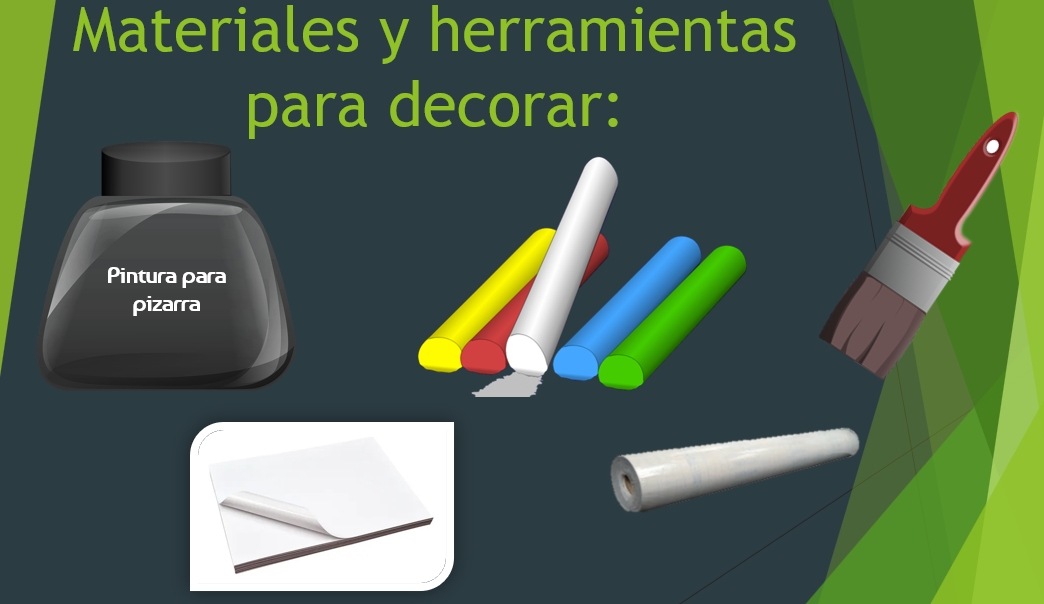 Materiales y herramientas
para decorar:
Pintura para
pizarra